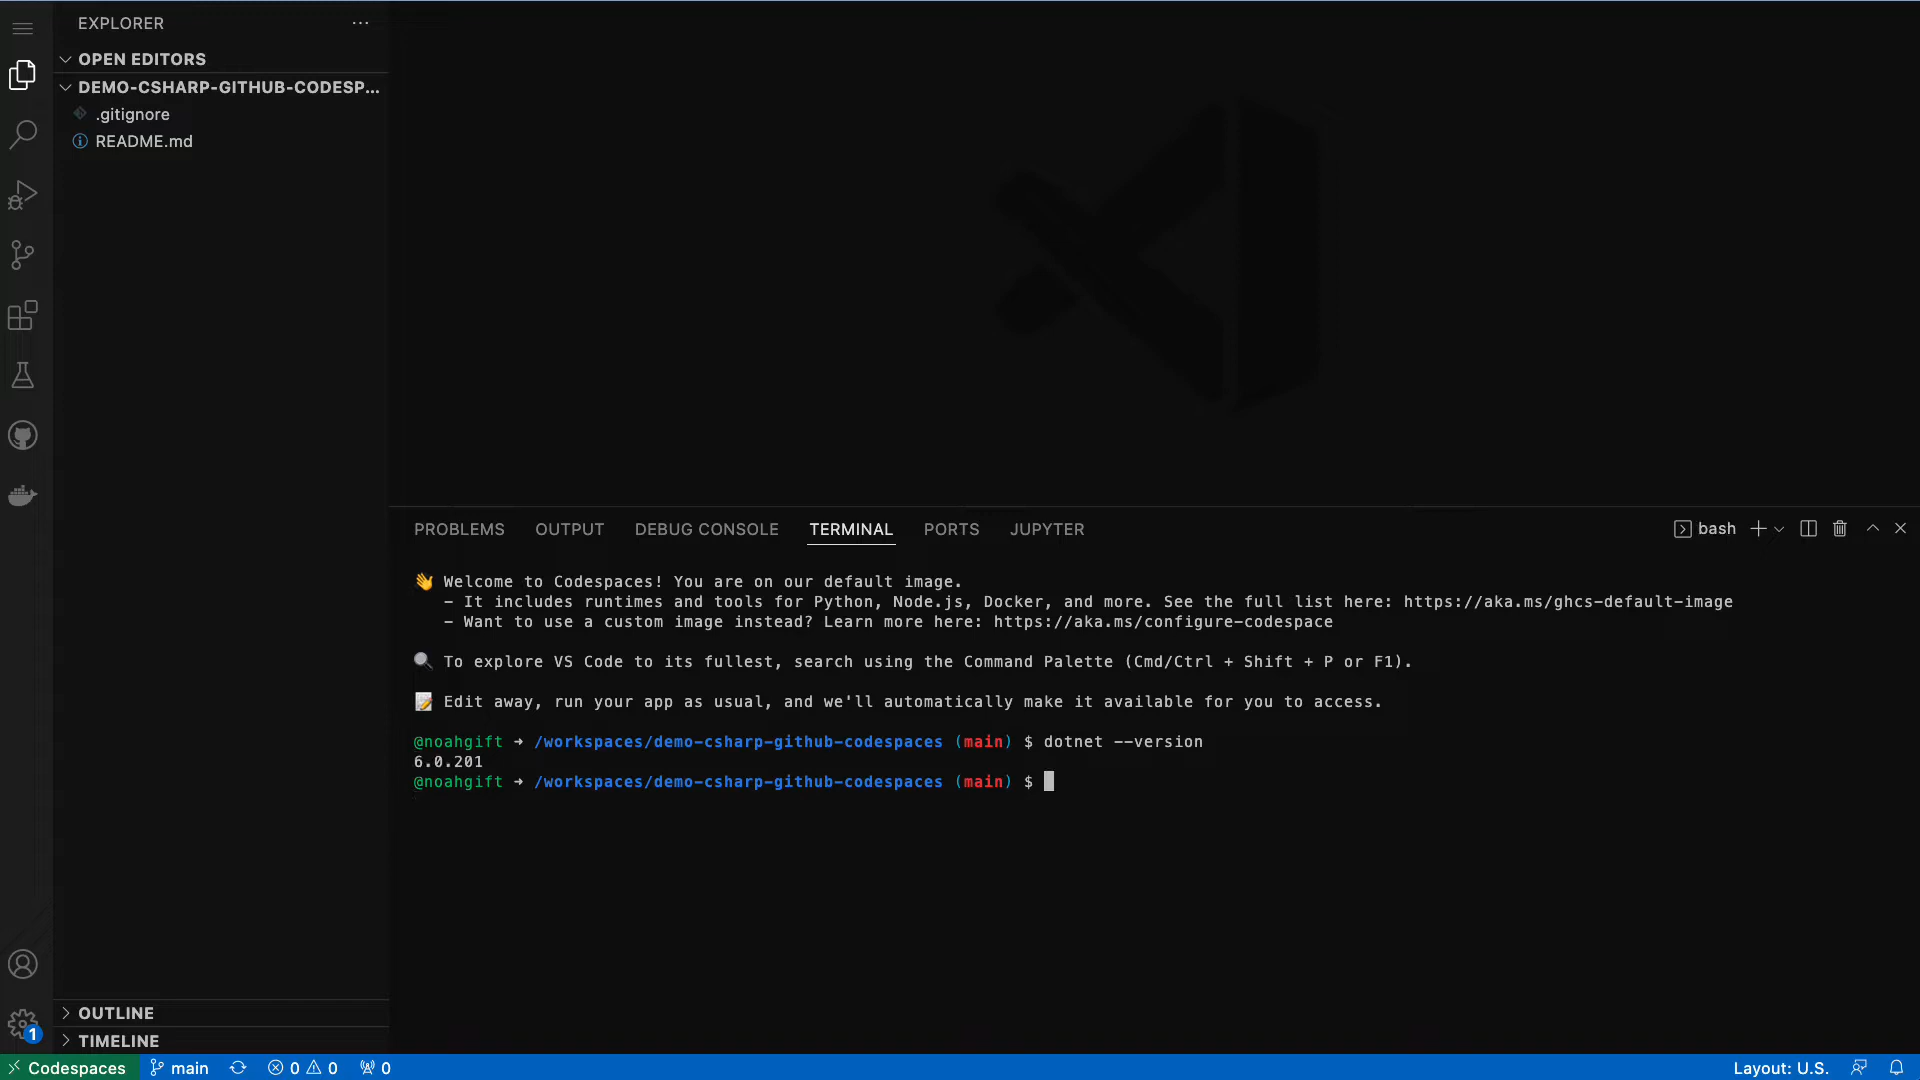 EXPLORER
OPEN EDITORS
DEMO-CSHARP-GITHUB-CODESP...
.gitignore
README.md
OUTLINE
TIMELINE
PROBLEMS OUTPUT DEBUG CONSOLE TERMINAL PORTS JUPYTER bash
👋 Welcome to Codespaces! You are on our default image.
- It includes runtimes and tools for Python, Node.js, Docker, and more. See the full list here: https://aka.ms/ghcs-default-image
- Want to use a custom image instead? Learn more here: https://aka.ms/configure-codespace
🔍 To explore VS Code to its fullest, search using the Command Palette (Cmd/Ctrl + Shift + P or F1).
📝 Edit away, run your app as usual, and we'll automatically make it available for you to access.
@noahgift ➜ /workspaces/demo-csharp-github-codespaces (main) $ dotnet --version
6.0.201
@noahgift ➜ /workspaces/demo-csharp-github-codespaces (main) $
1
Codespaces main 0 0 0 Layout: U.S.